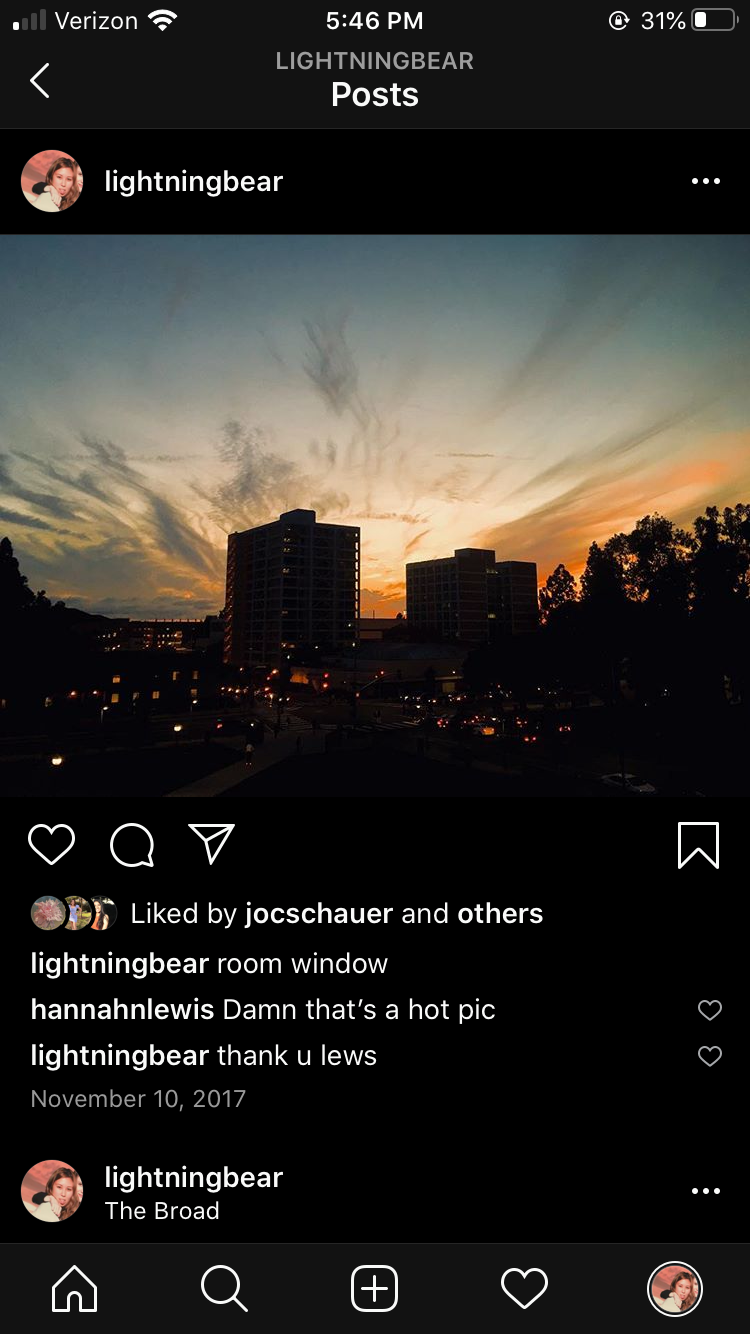 Verizon 5:46 PM 31%
LIGHTNINGBEAR
Posts
lightningbear
Liked by jocschauer and others
lightningbear room window
hannahnlewis Damn that’s a hot pic
lightningbear thank u lews
November 10, 2017
lightningbear
The Broad